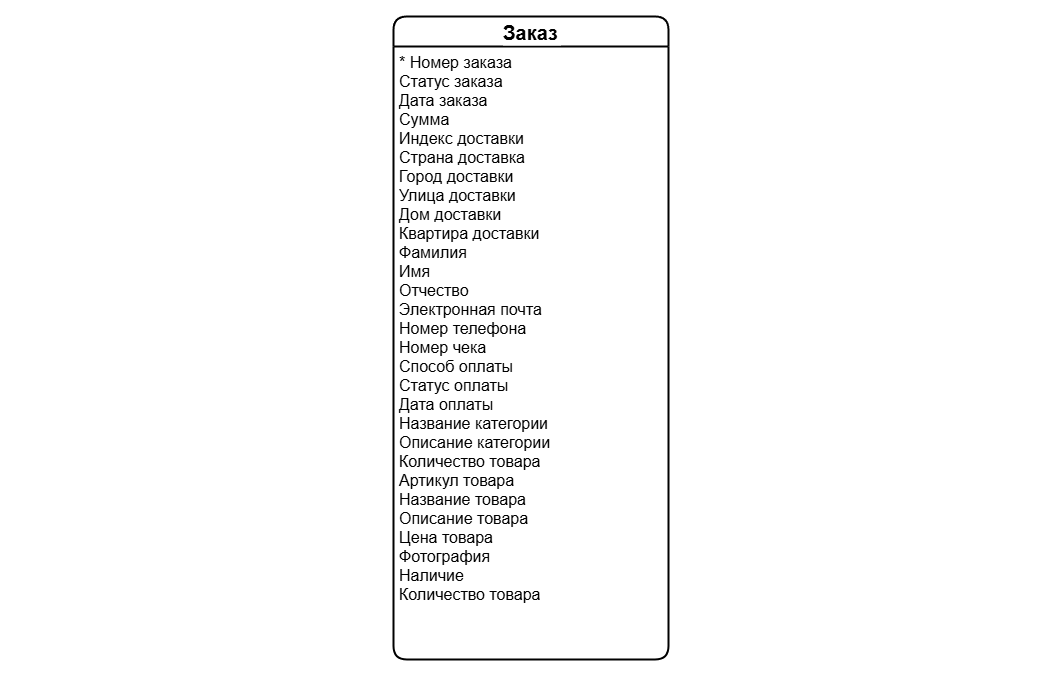 Заказ
* Номер заказа
Статус заказа
Дата заказа
Сумма
Индекс доставки
Страна доставка
Город доставки
Улица доставки
Дом доставки
Квартира доставки
Фамилия
Имя
Отчество
Электронная почта
Номер телефона
Номер чека
Способ оплаты
Статус оплаты
Дата оплаты
Название категории
Описание категории
Количество товара
Артикул товара
Название товара
Описание товара
Цена товара
Фотография
Наличие
Количество товара